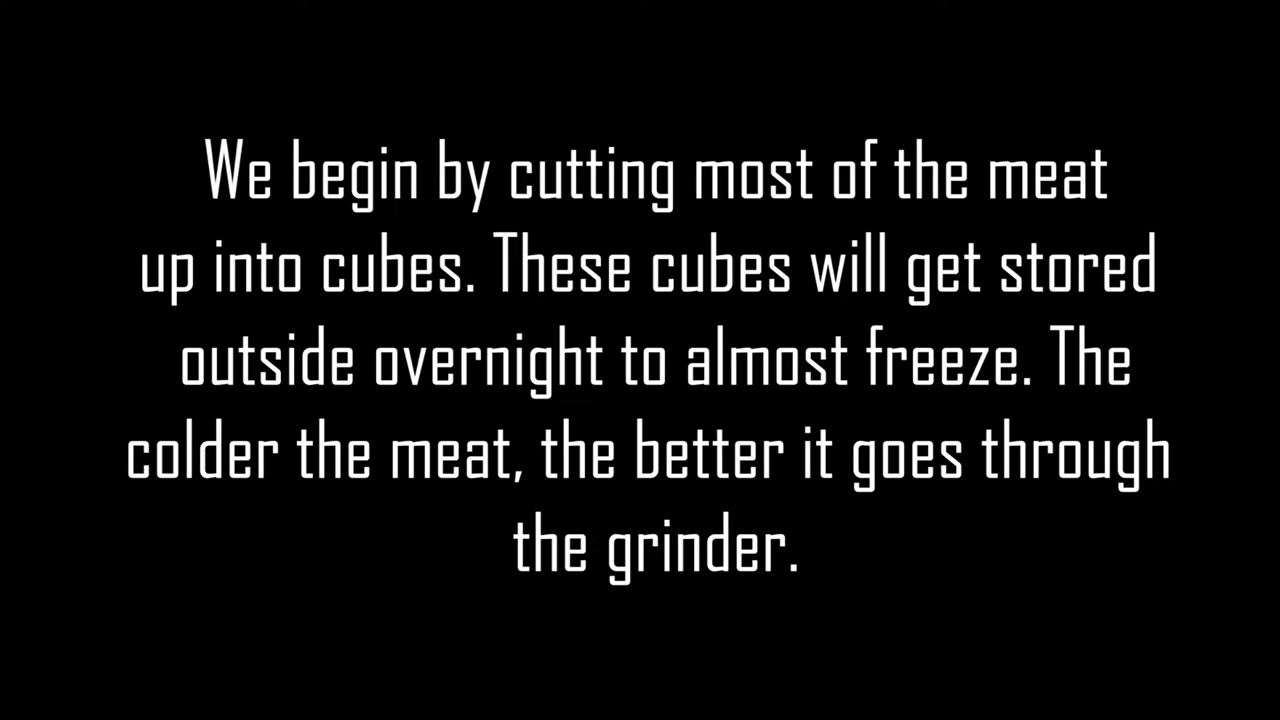 We begin by cutting most of the meat
up into cubes. These cubes will get stored
outside overnight to almost freeze. The
colder the meat, the better it goes through
the grinder.